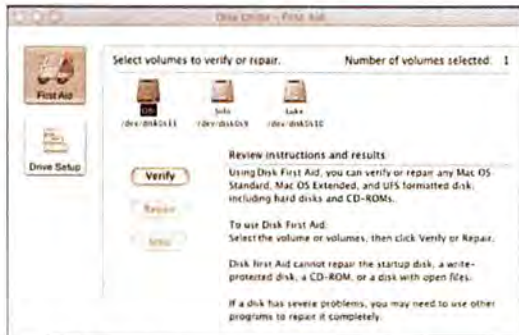 Disk Utility - First Aid
Select volumes to verify or repair.
Number of volumes selected: 1
First Aid
Drive Setup
Solo
Luke
/dev/disk0s11
/dev/disk0s9
/dev/disk0s10
Verify
Repair
Stop
Review instructions and results
Using Disk First Aid, you can verify or repair any Mac OS
Standard, Mac OS Extended, and UFS formatted disk,
including hard disks and CD-ROMs.
To use Disk First Aid:
Select the volume or volumes, then click Verify or Repair.
Disk First Aid cannot repair the startup disk, a write-
protected disk, a CD-ROM, or a disk with open files.
If a disk has severe problems, you may need to use other
programs to repair it completely.